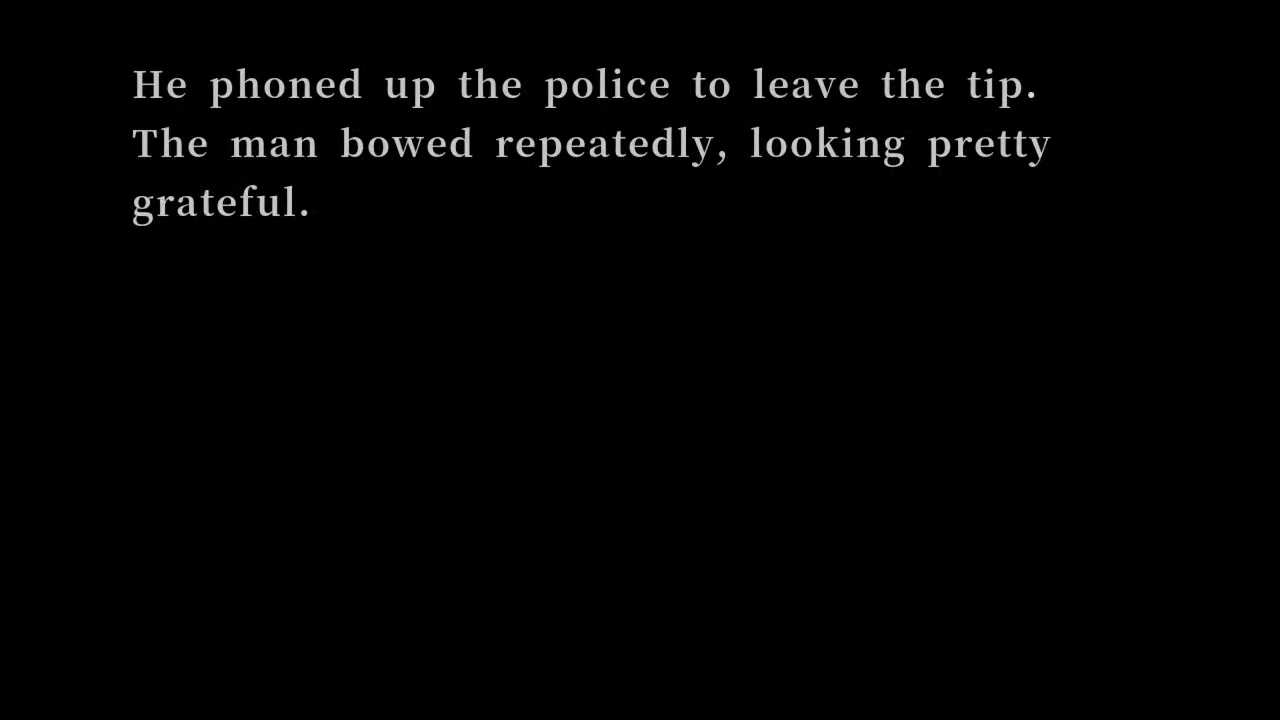 He phoned up the police to leave the tip.
The man bowed repeatedly, looking pretty
grateful.